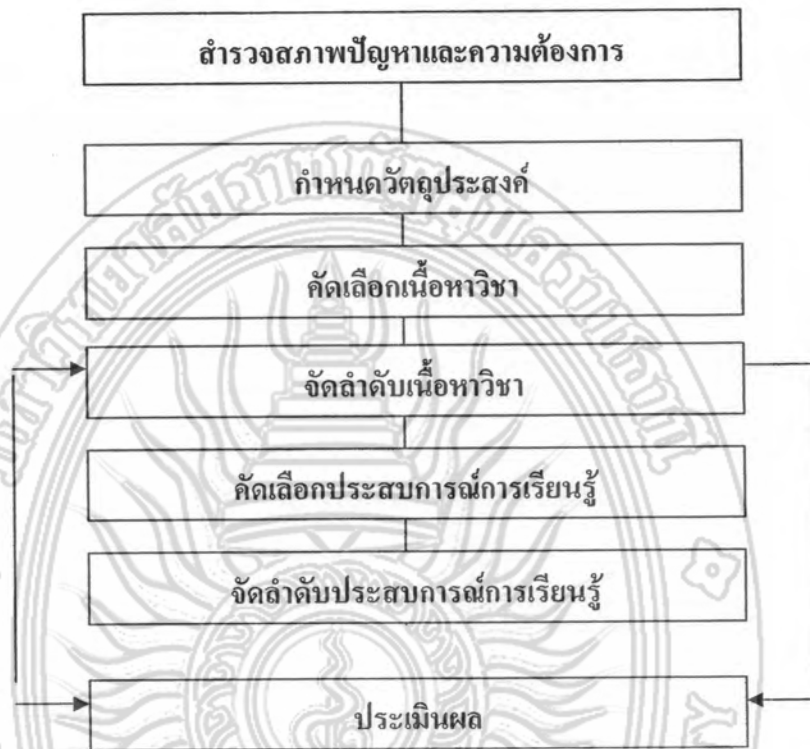 สำรวจสภาพปัญหาและความต้องการ
กำหนดวัตถุประสงค์
คัดเลือกเนื้อหาวิชา
จัดลำดับเนื้อหาวิชา
คัดเลือกประสบการณ์การเรียนรู้
จัดลำดับประสบการณ์การเรียนรู้
ประเมินผล